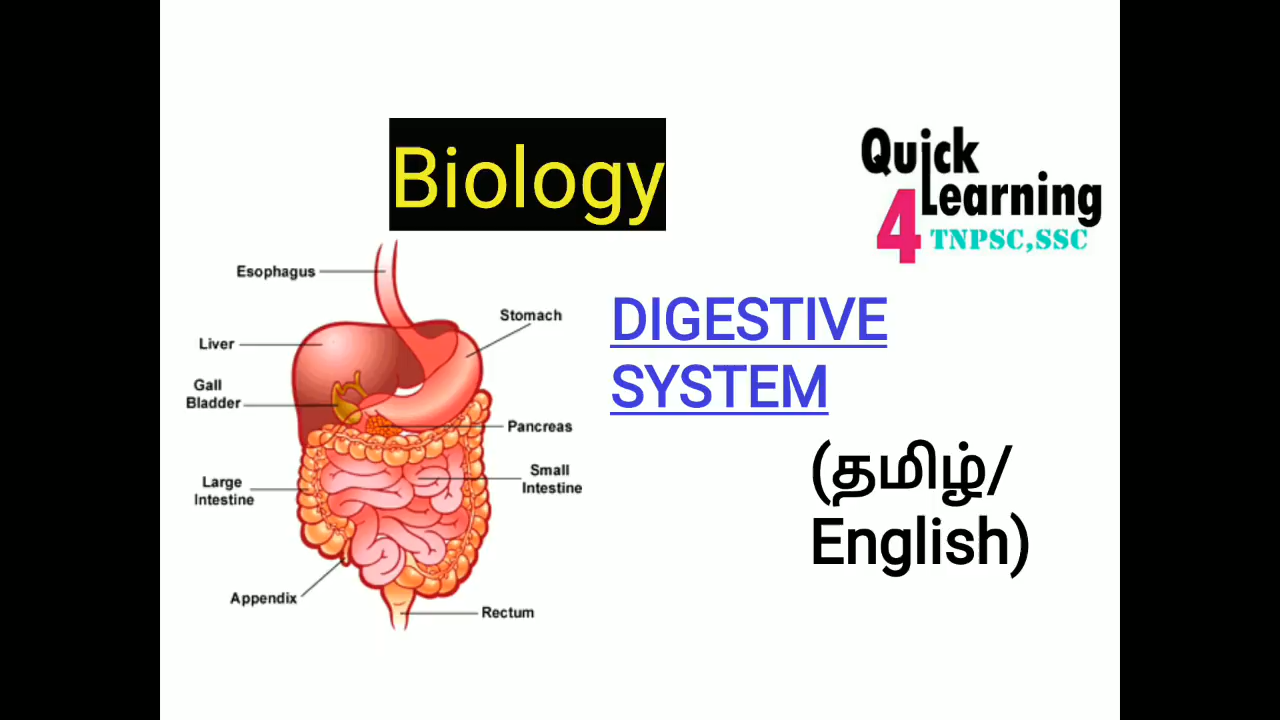 Biology
Quick
Learning
4 TNPSC,SSC
Esophagus
Stomach
Liver
Gall
Bladder
Pancreas
Large
Intestine
Small
Intestine
Appendix
Rectum
DIGESTIVE
SYSTEM
(தமிழ்/
English)